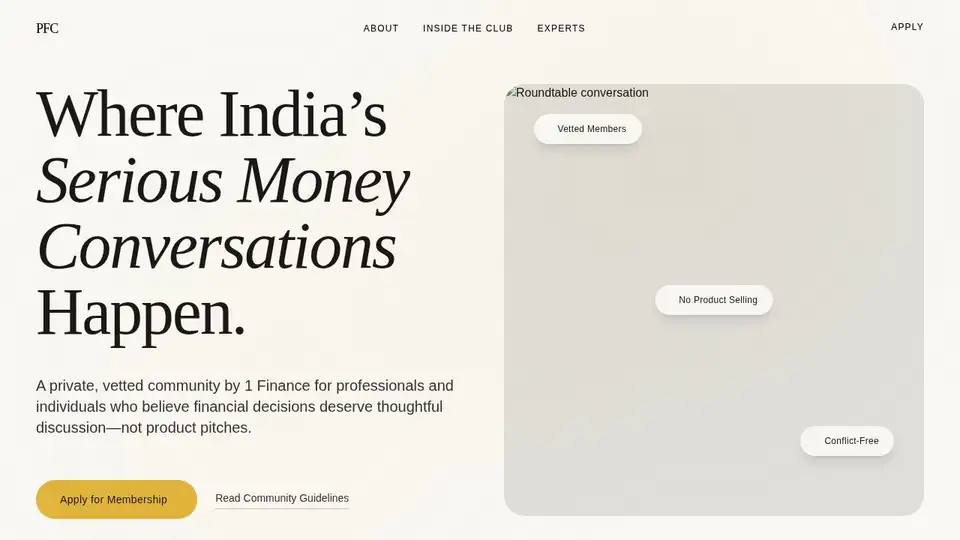 PFC
ABOUT INSIDE THE CLUB EXPERTS
APPLY
Where India’s
Serious Money
Conversations
Happen.
A private, vetted community by 1 Finance for professionals and
individuals who believe financial decisions deserve thoughtful
discussion—not product pitches.
Apply for Membership
Read Community Guidelines
Roundtable conversation
Vetted Members
No Product Selling
Conflict-Free